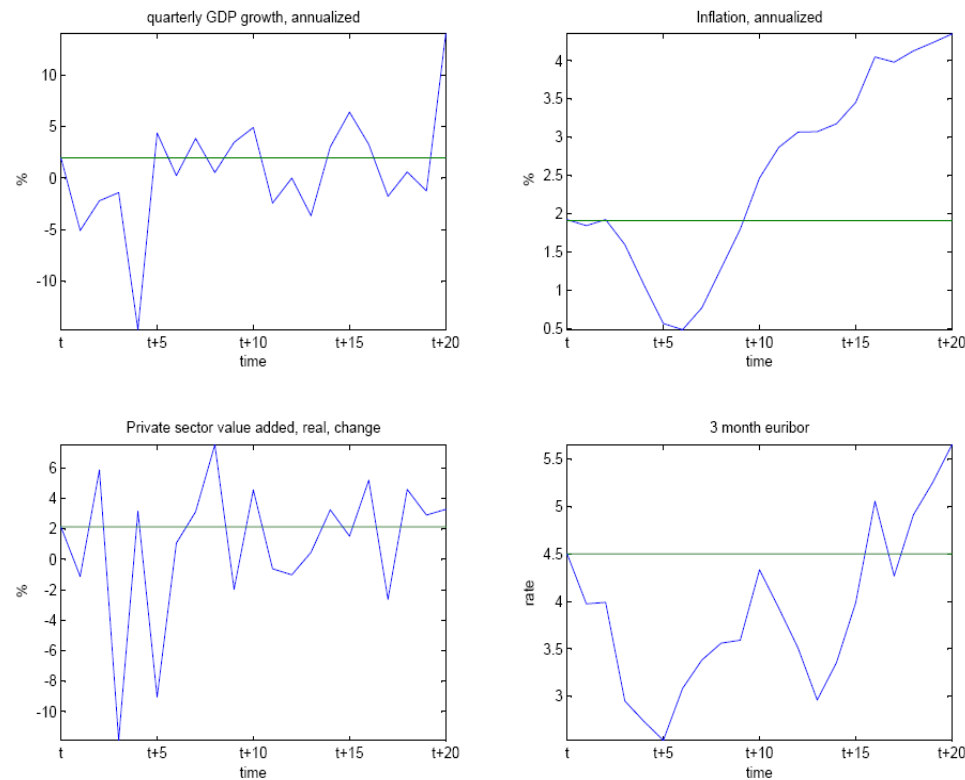 quarterly GDP growth, annualized
10
5
0
-5
-10
%
t
t+5
t+10
t+15
t+20
time
Inflation, annualized
4
3.5
3
2.5
2
1.5
1
0.5
%
t
t+5
t+10
t+15
t+20
time
Private sector value added, real, change
6
4
2
0
-2
-4
-6
-8
-10
%
t
t+5
t+10
t+15
t+20
time
3 month euribor
5.5
5
4.5
4
3.5
3
rate
t
t+5
t+10
t+15
t+20
time